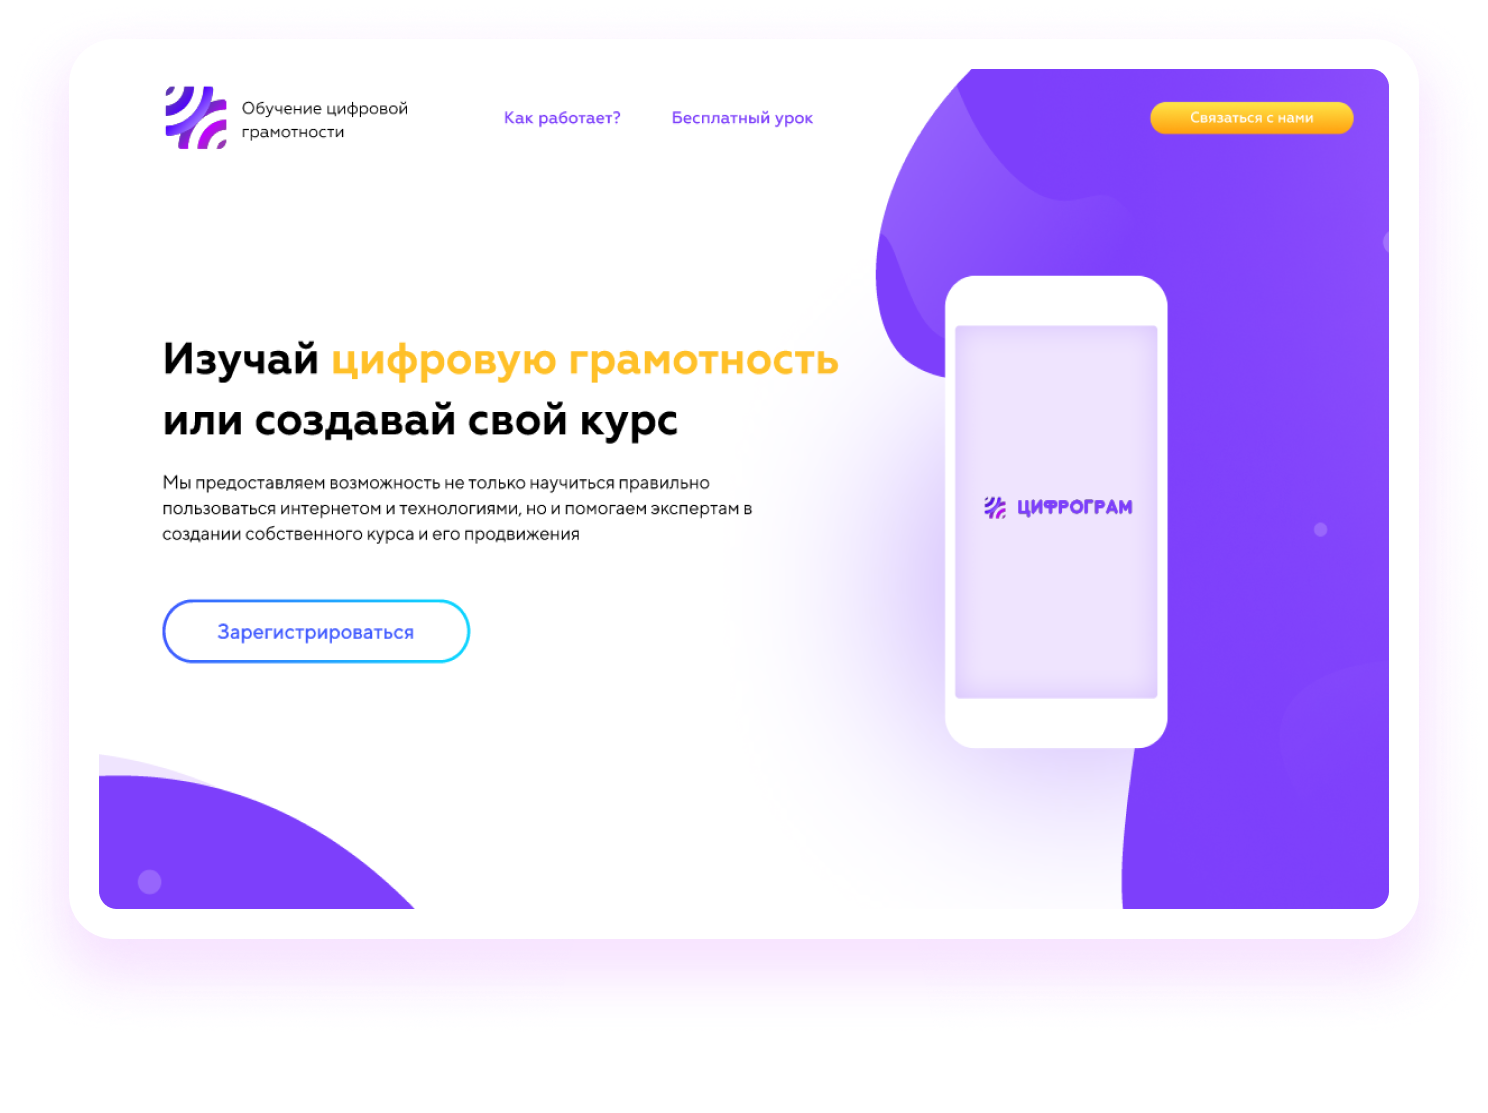 Обучение цифровой
грамотности
Как работает?
Бесплатный урок
Связаться с нами
Изучай цифровую грамотность
или создавай свой курс
Мы предоставляем возможность не только научиться правильно
пользоваться интернетом и технологиями, но и помогаем экспертам в
создании собственного курса и его продвижения
Зарегистрироваться
ЦИФРОГРАМ